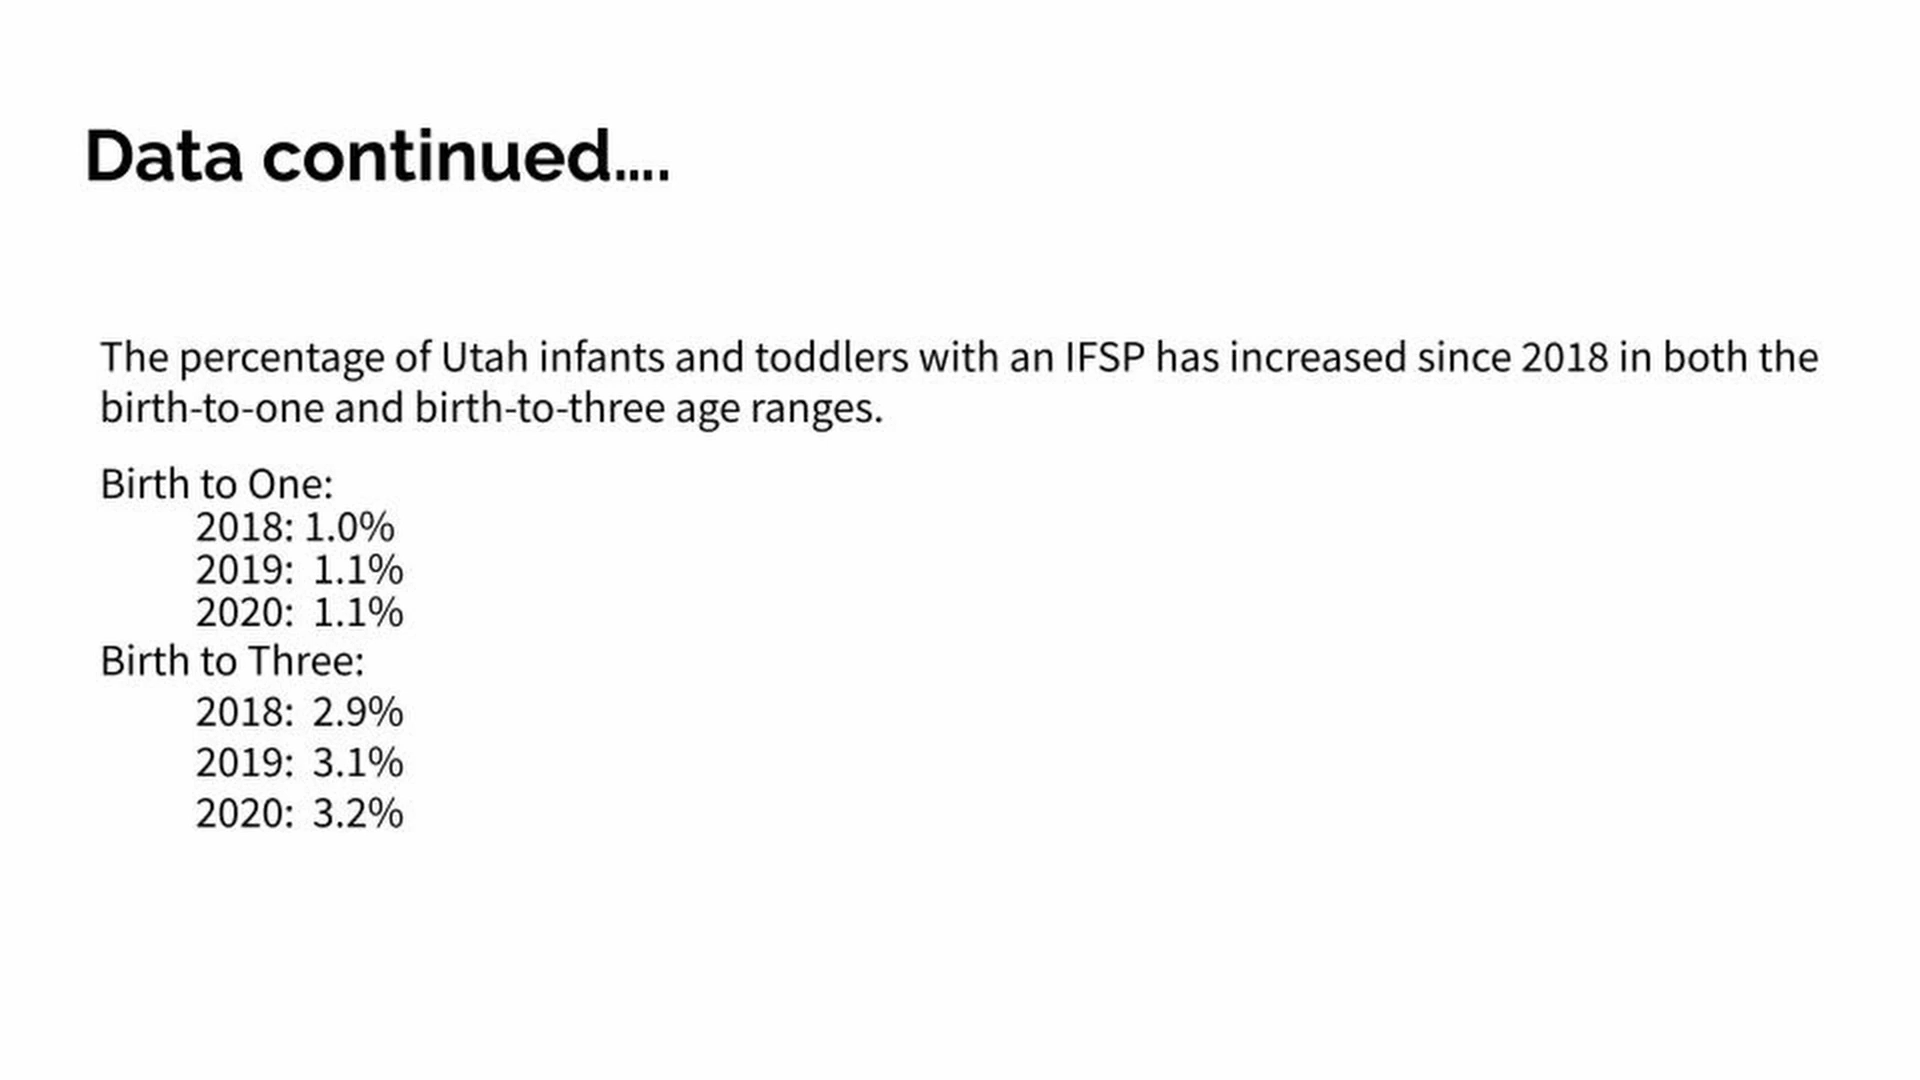 Data continued....
The percentage of Utah infants and toddlers with an IFSP has increased since 2018 in both the
birth-to-one and birth-to-three age ranges.
Birth to One:
2018: 1.0%
2019:  1.1%
2020:  1.1%
Birth to Three:
2018:  2.9%
2019:  3.1%
2020:  3.2%